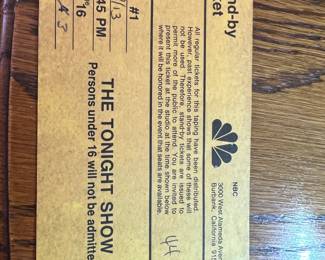 nd-by
et
All regular tickets for this taping have been distributed.
However, past experience shows that some of these will
not be used. Therefore, stand-by tickets are issued to
permit more of the public to attend. You are invited to
present this ticket at the studio at the time shown below
where it will be honored in the event that seats are available.
NBC
3000 West Alameda Aven
Burbank, California 915
44
#1
/13
45 PM
16
3
THE TONIGHT SHOW
Persons under 16 will not be admitte